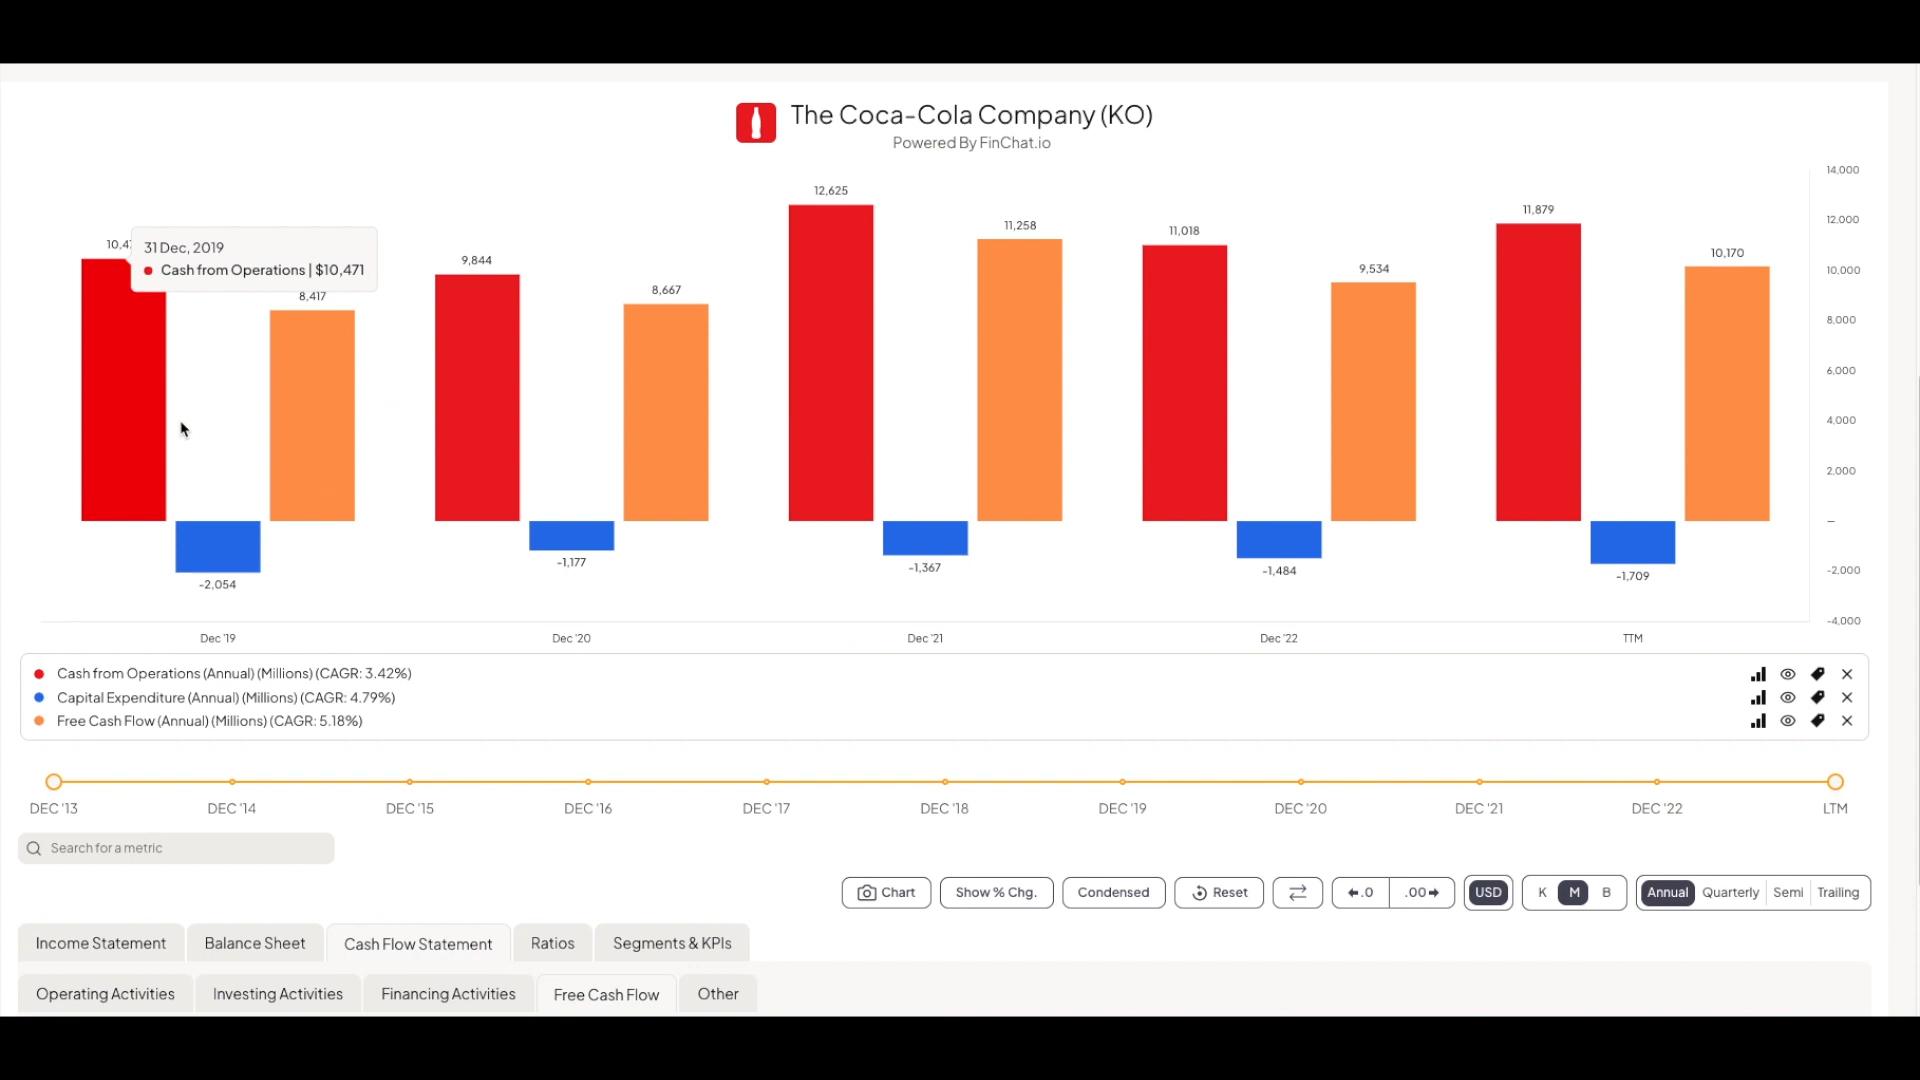 The Coca-Cola Company (KO)
Powered By FinChat.io
14,000
12,000
10,000
8,000
6,000
4,000
2,000
–
-2,000
-4,000
31 Dec, 2019
Cash from Operations | $10,471
8,417
-2,054
9,844
8,667
-1,177
12,625
11,258
-1,367
11,018
9,534
-1,484
11,879
10,170
-1,709
Dec '19
Dec '20
Dec '21
Dec '22
TTM
Cash from Operations (Annual) (Millions) (CAGR: 3.42%)
Capital Expenditure (Annual) (Millions) (CAGR: 4.79%)
Free Cash Flow (Annual) (Millions) (CAGR: 5.18%)
DEC '13 DEC '14 DEC '15 DEC '16 DEC '17 DEC '18 DEC '19 DEC '20 DEC '21 DEC '22 LTM
Search for a metric
Chart Show % Chg. Condensed Reset .0 .00 USD K M B Annual Quarterly Semi Trailing
Income Statement Balance Sheet Cash Flow Statement Ratios Segments & KPIs
Operating Activities Investing Activities Financing Activities Free Cash Flow Other